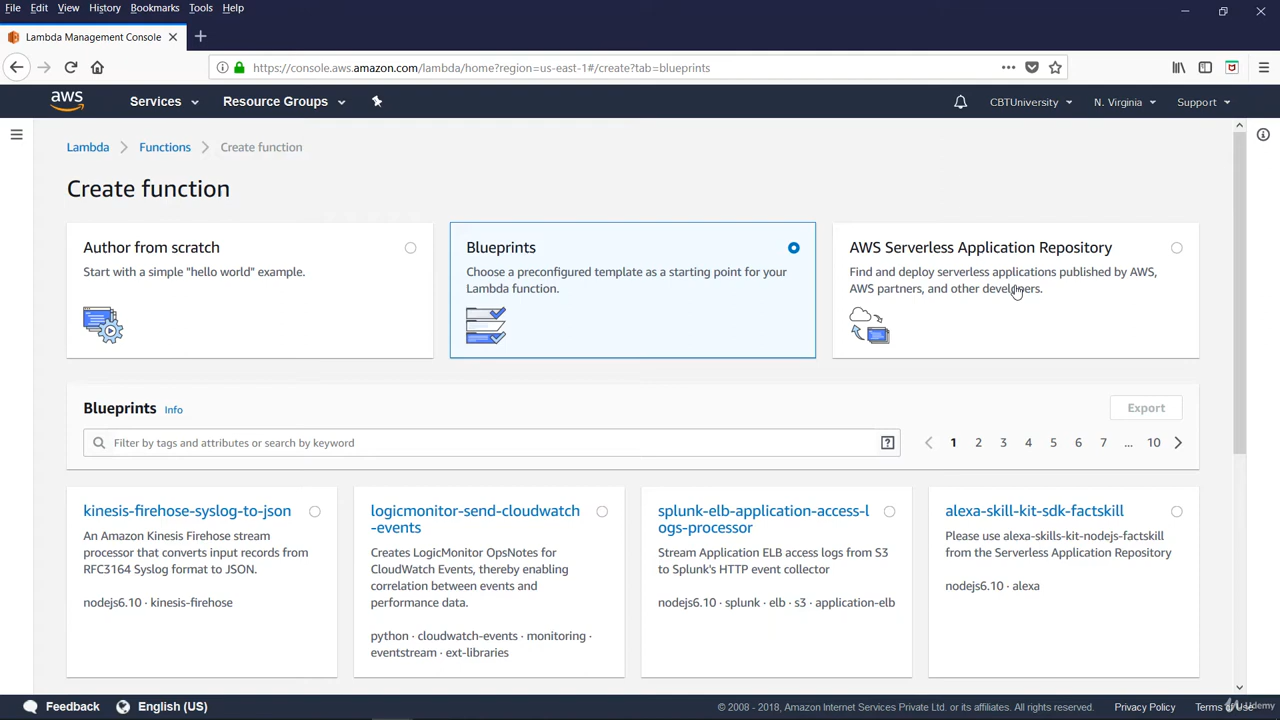 File Edit View History Bookmarks Tools Help
Lambda Management Console
https://console.aws.amazon.com/lambda/home?region=us-east-1#/create?tab=blueprints
aws Services Resource Groups CBTUniversity N. Virginia Support
Lambda > Functions > Create function
Create function
Author from scratch
Start with a simple "hello world" example.
Blueprints
Choose a preconfigured template as a starting point for your
Lambda function.
AWS Serverless Application Repository
Find and deploy serverless applications published by AWS,
AWS partners, and other developers.
Blueprints Info
Export
Filter by tags and attributes or search by keyword
1 2 3 4 5 6 7 ... 10
kinesis-firehose-syslog-to-json
An Amazon Kinesis Firehose stream
processor that converts input records from
RFC3164 Syslog format to JSON.
nodejs6.10 · kinesis-firehose
logicmonitor-send-cloudwatch
-events
Creates LogicMonitor OpsNotes for
CloudWatch Events, thereby enabling
correlation between events and
performance data.
python · cloudwatch-events · monitoring ·
eventstream · ext-libraries
splunk-elb-application-access-l
ogs-processor
Stream Application ELB access logs from S3
to Splunk's HTTP event collector
nodejs6.10 · splunk · elb · s3 · application-elb
alexa-skill-kit-sdk-factskill
Please use alexa-skills-kit-nodejs-factskill
from the Serverless Application Repository
nodejs6.10 · alexa
Feedback English (US) © 2008 - 2018, Amazon Internet Services Private Ltd. or its affiliates. All rights reserved. Privacy Policy Terms
Udemy